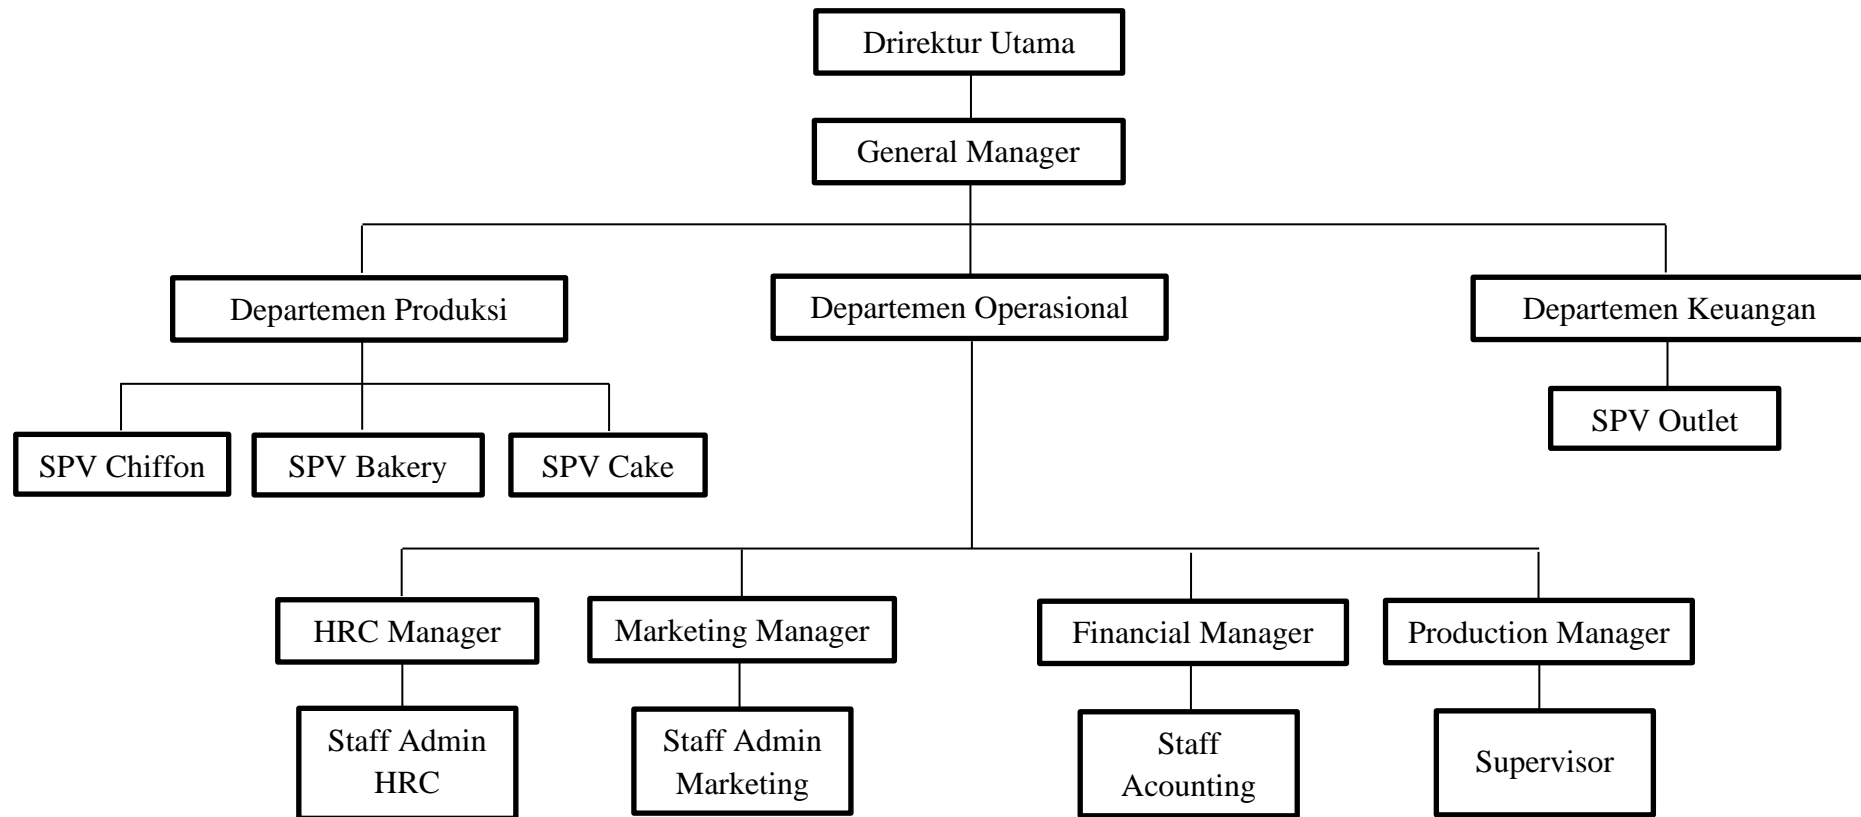 Drirektur Utama
General Manager
Departemen Produksi
Departemen Operasional
Departemen Keuangan
SPV Chiffon
SPV Bakery
SPV Cake
SPV Outlet
HRC Manager
Marketing Manager
Financial Manager
Production Manager
Staff Admin
HRC
Staff Admin
Marketing
Staff
Acounting
Supervisor